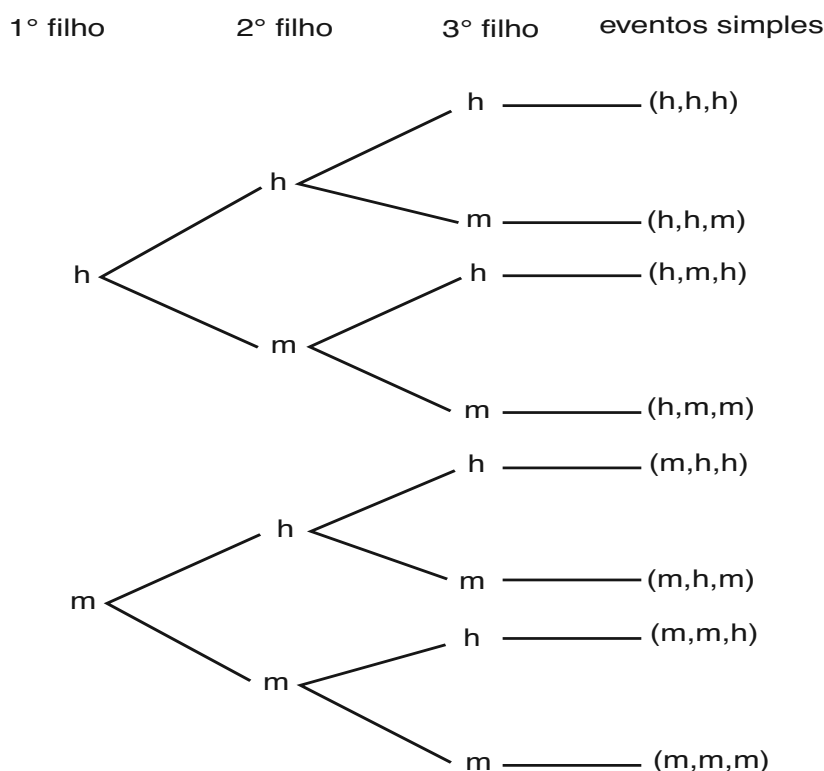 1° filho 2° filho 3° filho eventos simples
h (h,h,h)
h
m (h,h,m)
h h (h,m,h)
m
m (h,m,m)
h (m,h,h)
h
m (m,h,m)
m
h (m,m,h)
m
m (m,m,m)